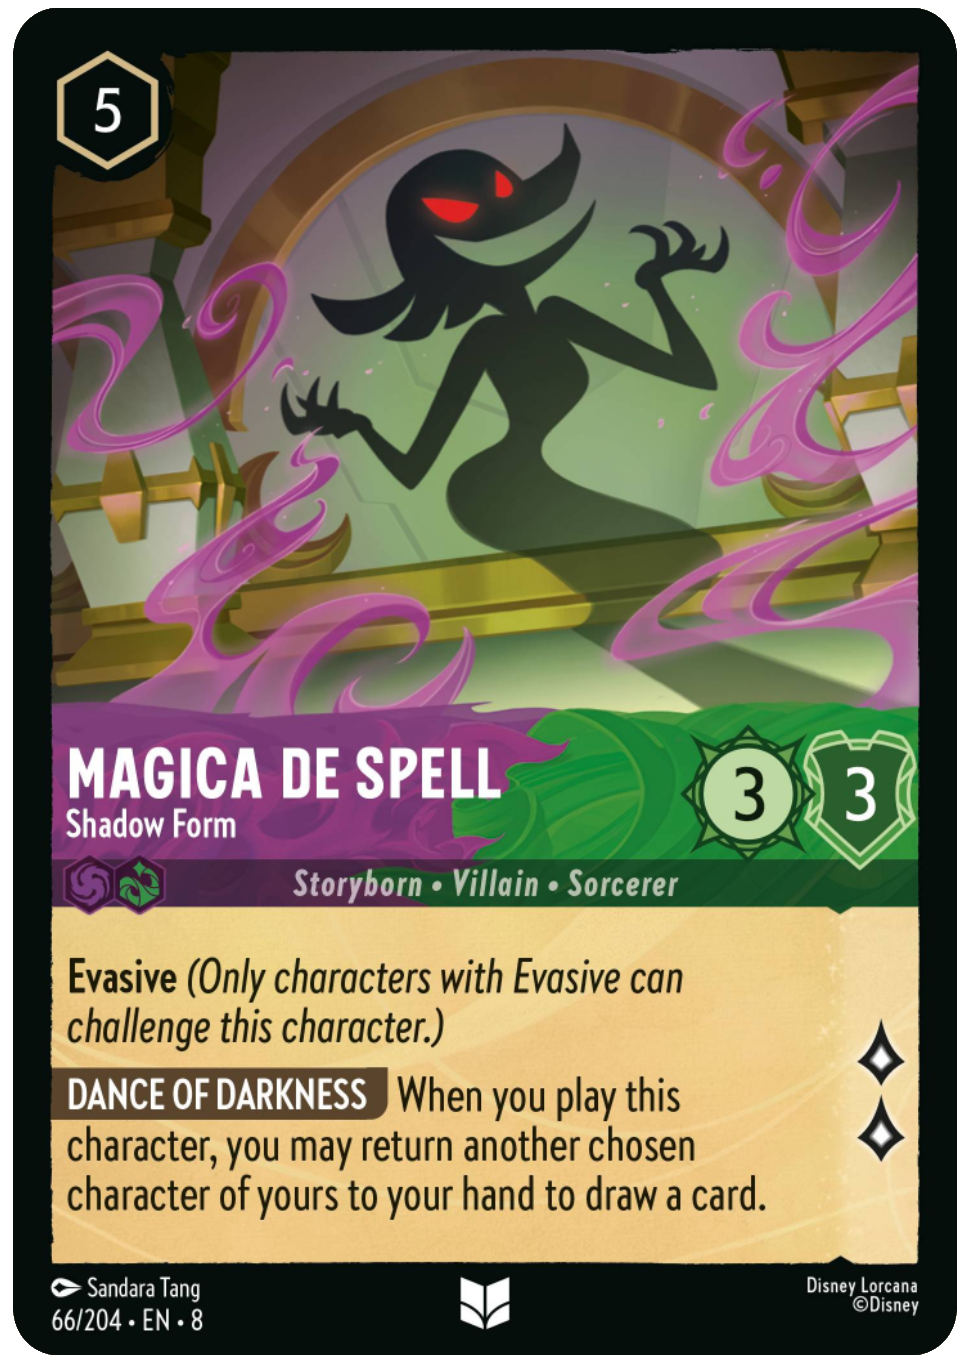 5
MAGICA DE SPELL
Shadow Form
3
3
Storyborn • Villain • Sorcerer
Evasive (Only characters with Evasive can
challenge this character.)
DANCE OF DARKNESS When you play this
character, you may return another chosen
character of yours to your hand to draw a card.
Sandara Tang
66/204 • EN • 8
Disney Lorcana
©Disney